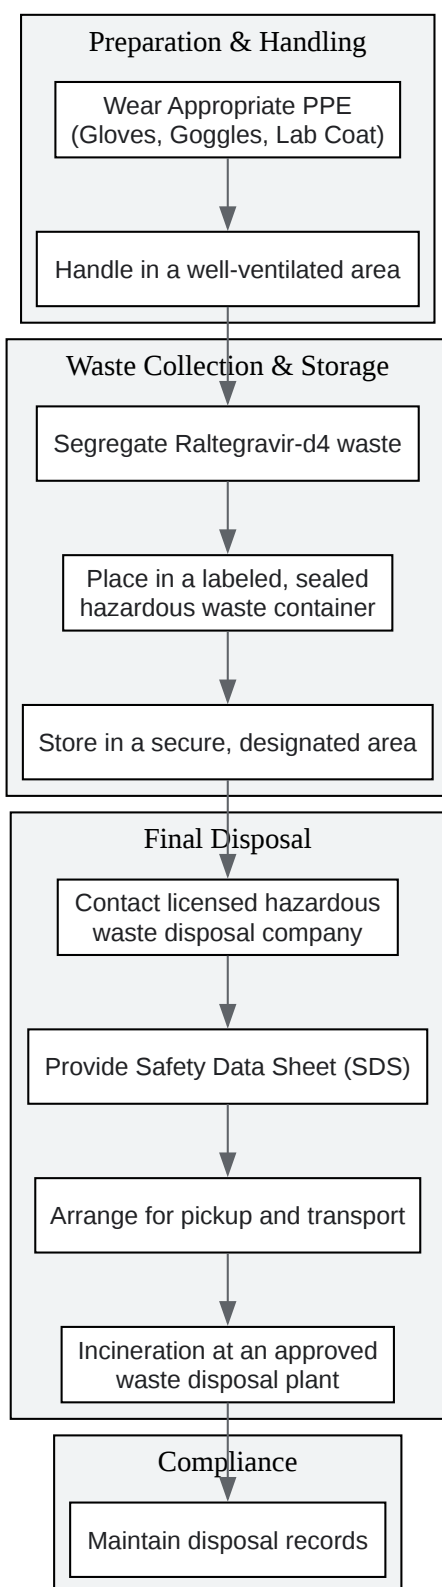 Preparation & Handling
Wear Appropriate PPE
(Gloves, Goggles, Lab Coat)
Handle in a well-ventilated area
Waste Collection & Storage
Segregate Raltegravir-d4 waste
Place in a labeled, sealed
hazardous waste container
Store in a secure, designated area
Final Disposal
Contact licensed hazardous
waste disposal company
Provide Safety Data Sheet (SDS)
Arrange for pickup and transport
Incineration at an approved
waste disposal plant
Compliance
Maintain disposal records